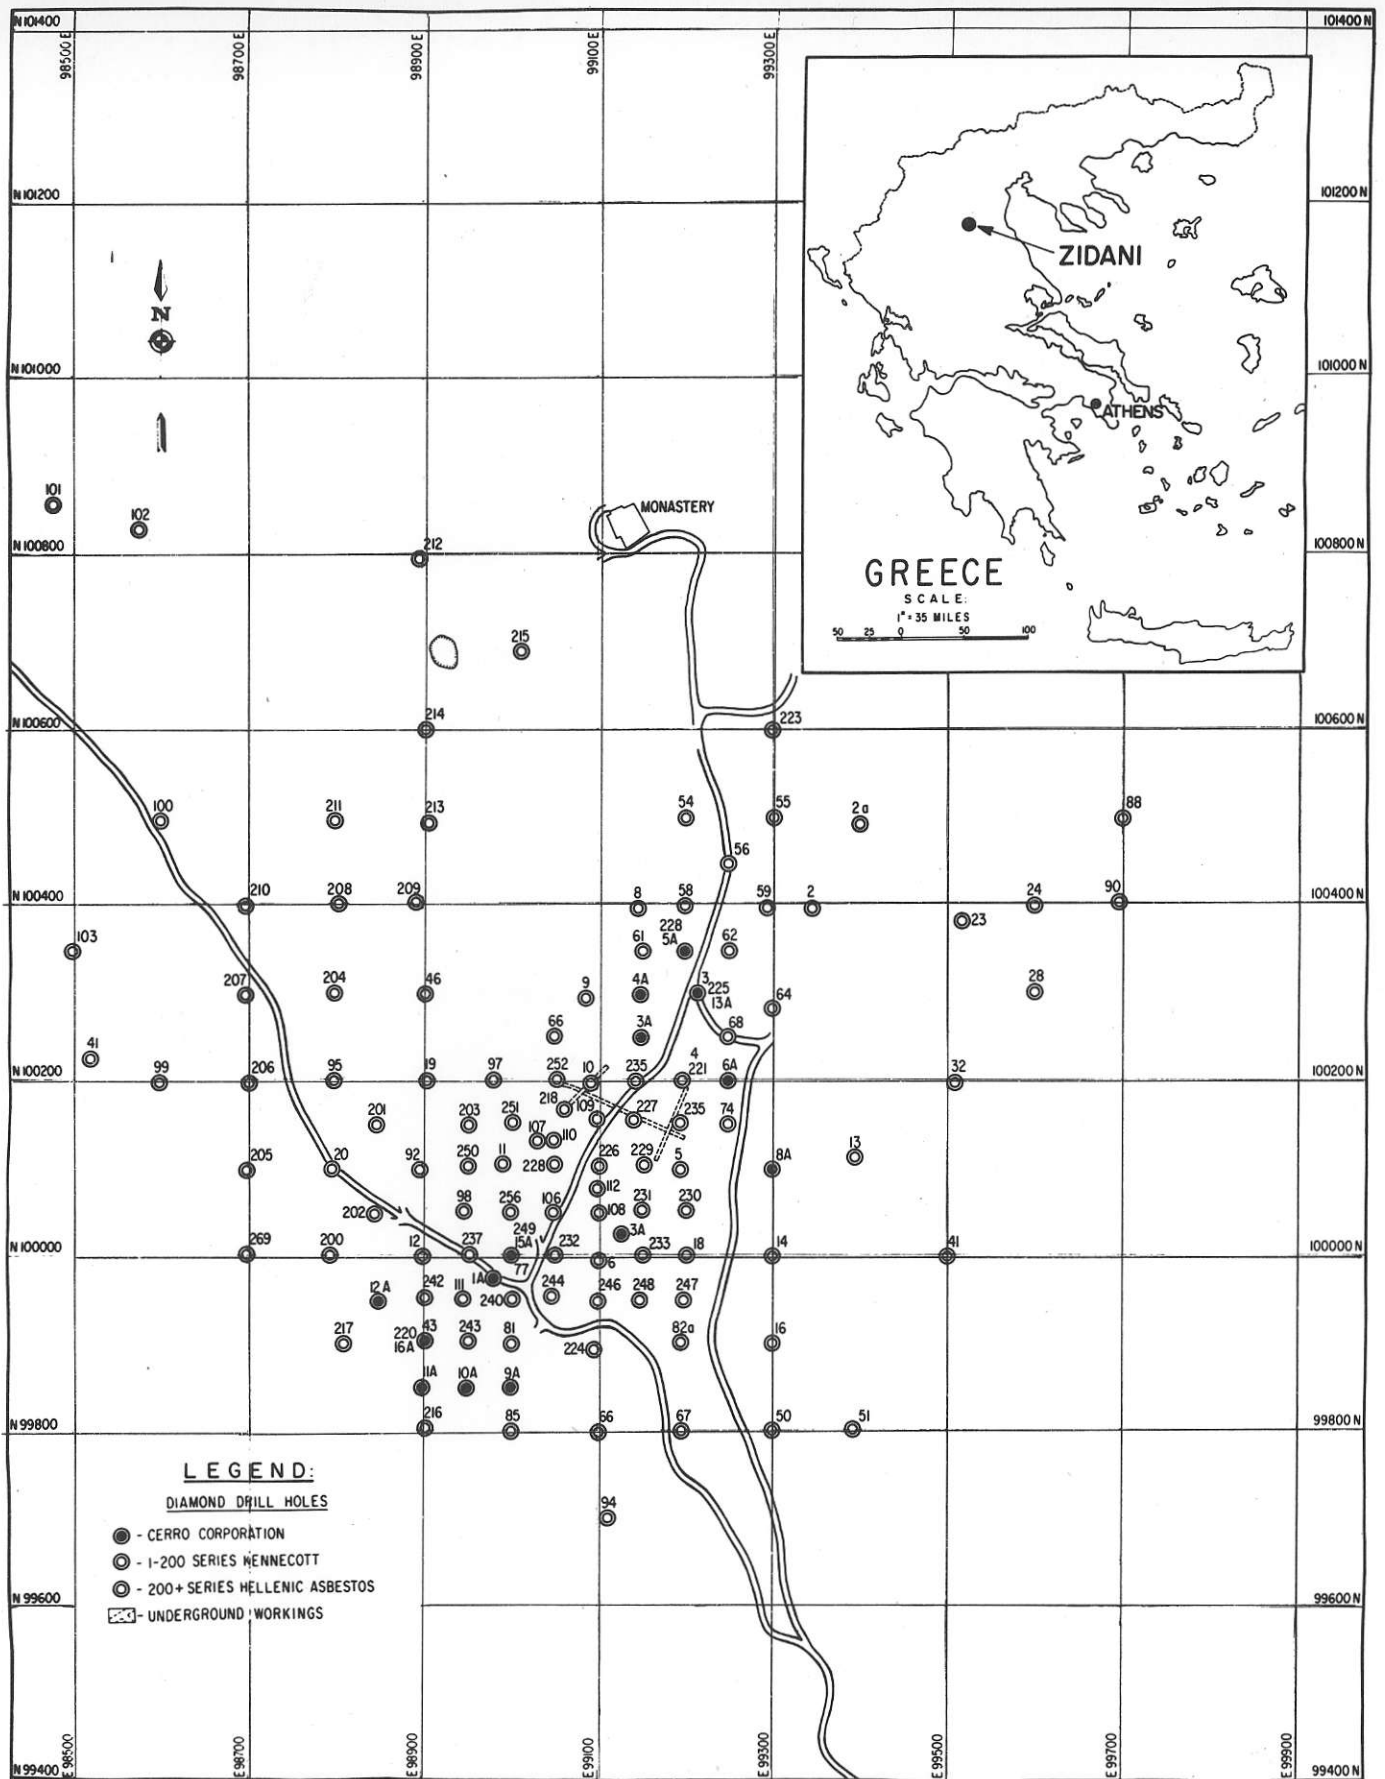 N 101400
98500 E
98700 E
98900 E
99100 E
99300 E
101400 N
N 101200
101200 N
ZIDANI
N
N 101000
101000 N
ATHENS
101
102
MONASTERY
N 100800
212
100800 N
GREECE
SCALE:
1" = 35 MILES
50 25 0 50 100
215
N 100600
214
223
100600 N
100
211
213
54
55
2a
88
56
N 100400
210
208
209
8
58
59
2
24
90
100400 N
23
103
61
228
5A
62
207
204
46
9
4A
3
225
13A
64
28
66
3A
68
41
N 100200
99
206
95
19
97
252
10
235
4
221
6A
32
100200 N
218
201
203
251
109
227
235
74
107
110
205
20
92
250
11
228
226
229
5
8A
13
112
202
98
256
106
108
231
230
3A
N 100000
269
200
12
237
249
15A
232
6
233
18
14
41
100000 N
1A
77
12A
242
111
240
244
246
248
247
217
220
16A
43
243
81
224
82a
16
11A
10A
9A
N 99800
216
85
66
67
50
51
99800 N
LEGEND:
DIAMOND DRILL HOLES
94
- CERRO CORPORATION
- 1-200 SERIES KENNECOTT
- 200+ SERIES HELLENIC ASBESTOS
- UNDERGROUND WORKINGS
N 99600
99600 N
N 99400
E 98500
E 98700
E 98900
E 99100
E 99300
E 99500
E 99700
E 99900
99400 N